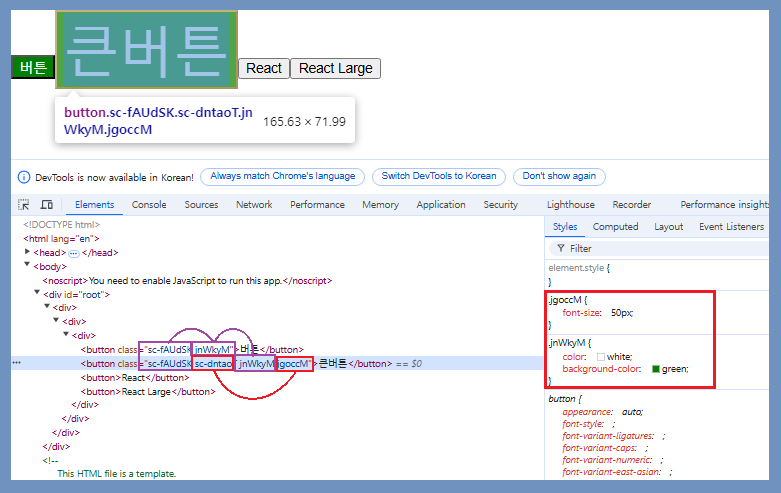 버튼 큰버튼 React React Large
button.sc-fAUdSK.sc-dntaoT.jn
WkyM.jgoccM 165.63 × 71.99
DevTools is now available in Korean! Always match Chrome's language Switch DevTools to Korean Don't show again
Elements Console Sources Network Performance Memory Application Security Lighthouse Recorder Performance insights
<!DOCTYPE html>
<html lang="en">
<head> ⋯ </head>
<body>
<noscript>You need to enable JavaScript to run this app.</noscript>
<div id="root">
<div>
<div>
<div>
<button class="sc-fAUdSK jnWkyM">버튼</button>
<button class="sc-fAUdSK sc-dntaoT jnWkyM jgoccM">큰버튼</button> == $0
<button>React</button>
<button>React Large</button>
</div>
</div>
</div>
</div>
<!--
This HTML file is a template.
Styles Computed Layout Event Listeners
Filter
element.style {
}
.jgoccM {
font-size: 50px;
}
.jnWkyM {
color: white;
background-color: green;
}
button {
appearance: auto;
font-style: ;
font-variant-ligatures: ;
font-variant-caps: ;
font-variant-numeric: ;
font-variant-east-asian: ;